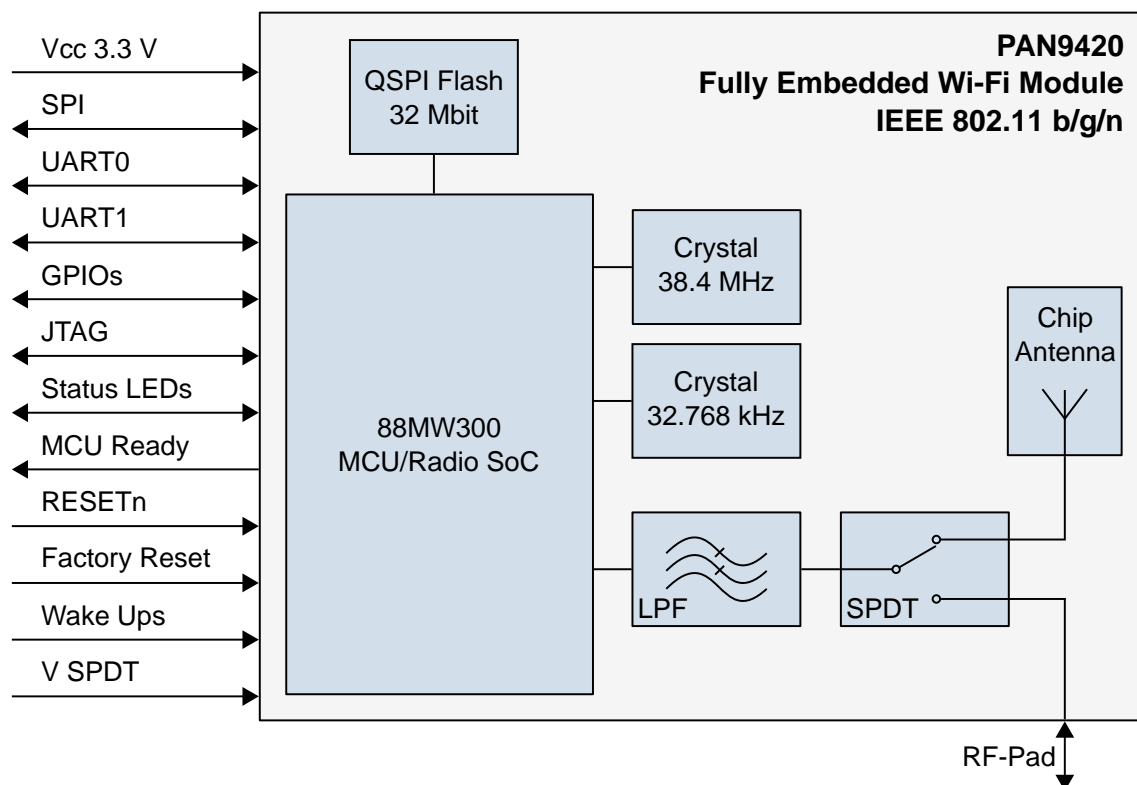 Vcc 3.3 V
SPI
UART0
UART1
GPIOs
JTAG
Status LEDs
MCU Ready
RESETn
Factory Reset
Wake Ups
V SPDT
PAN9420
Fully Embedded Wi-Fi Module
IEEE 802.11 b/g/n
QSPI Flash
32 Mbit
88MW300
MCU/Radio SoC
Crystal
38.4 MHz
Crystal
32.768 kHz
LPF
SPDT
Chip
Antenna
RF-Pad